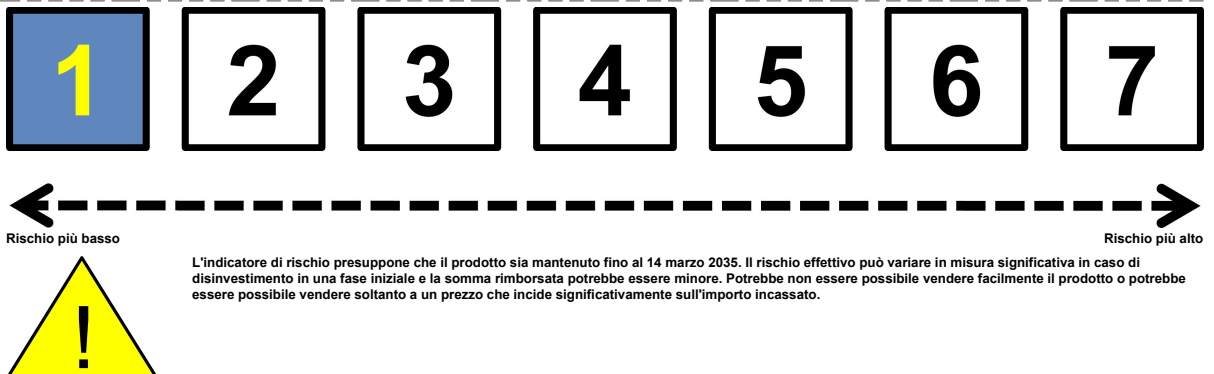 1 2 3 4 5 6 7
Rischio più basso Rischio più alto
L'indicatore di rischio presuppone che il prodotto sia mantenuto fino al 14 marzo 2035. Il rischio effettivo può variare in misura significativa in caso di
disinvestimento in una fase iniziale e la somma rimborsata potrebbe essere minore. Potrebbe non essere possibile vendere facilmente il prodotto o potrebbe
essere possibile vendere soltanto a un prezzo che incide significativamente sull'importo incassato.
!